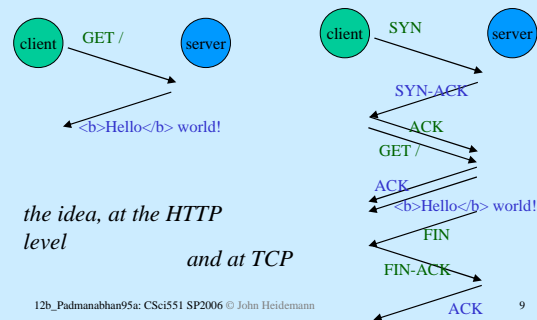 client
GET /
server
<b>Hello</b> world!
the idea, at the HTTP
level
and at TCP
client
SYN
server
SYN-ACK
ACK
GET /
ACK
<b>Hello</b> world!
FIN
FIN-ACK
ACK
12b_Padmanabhan95a: CSci551 SP2006 © John Heidemann
9